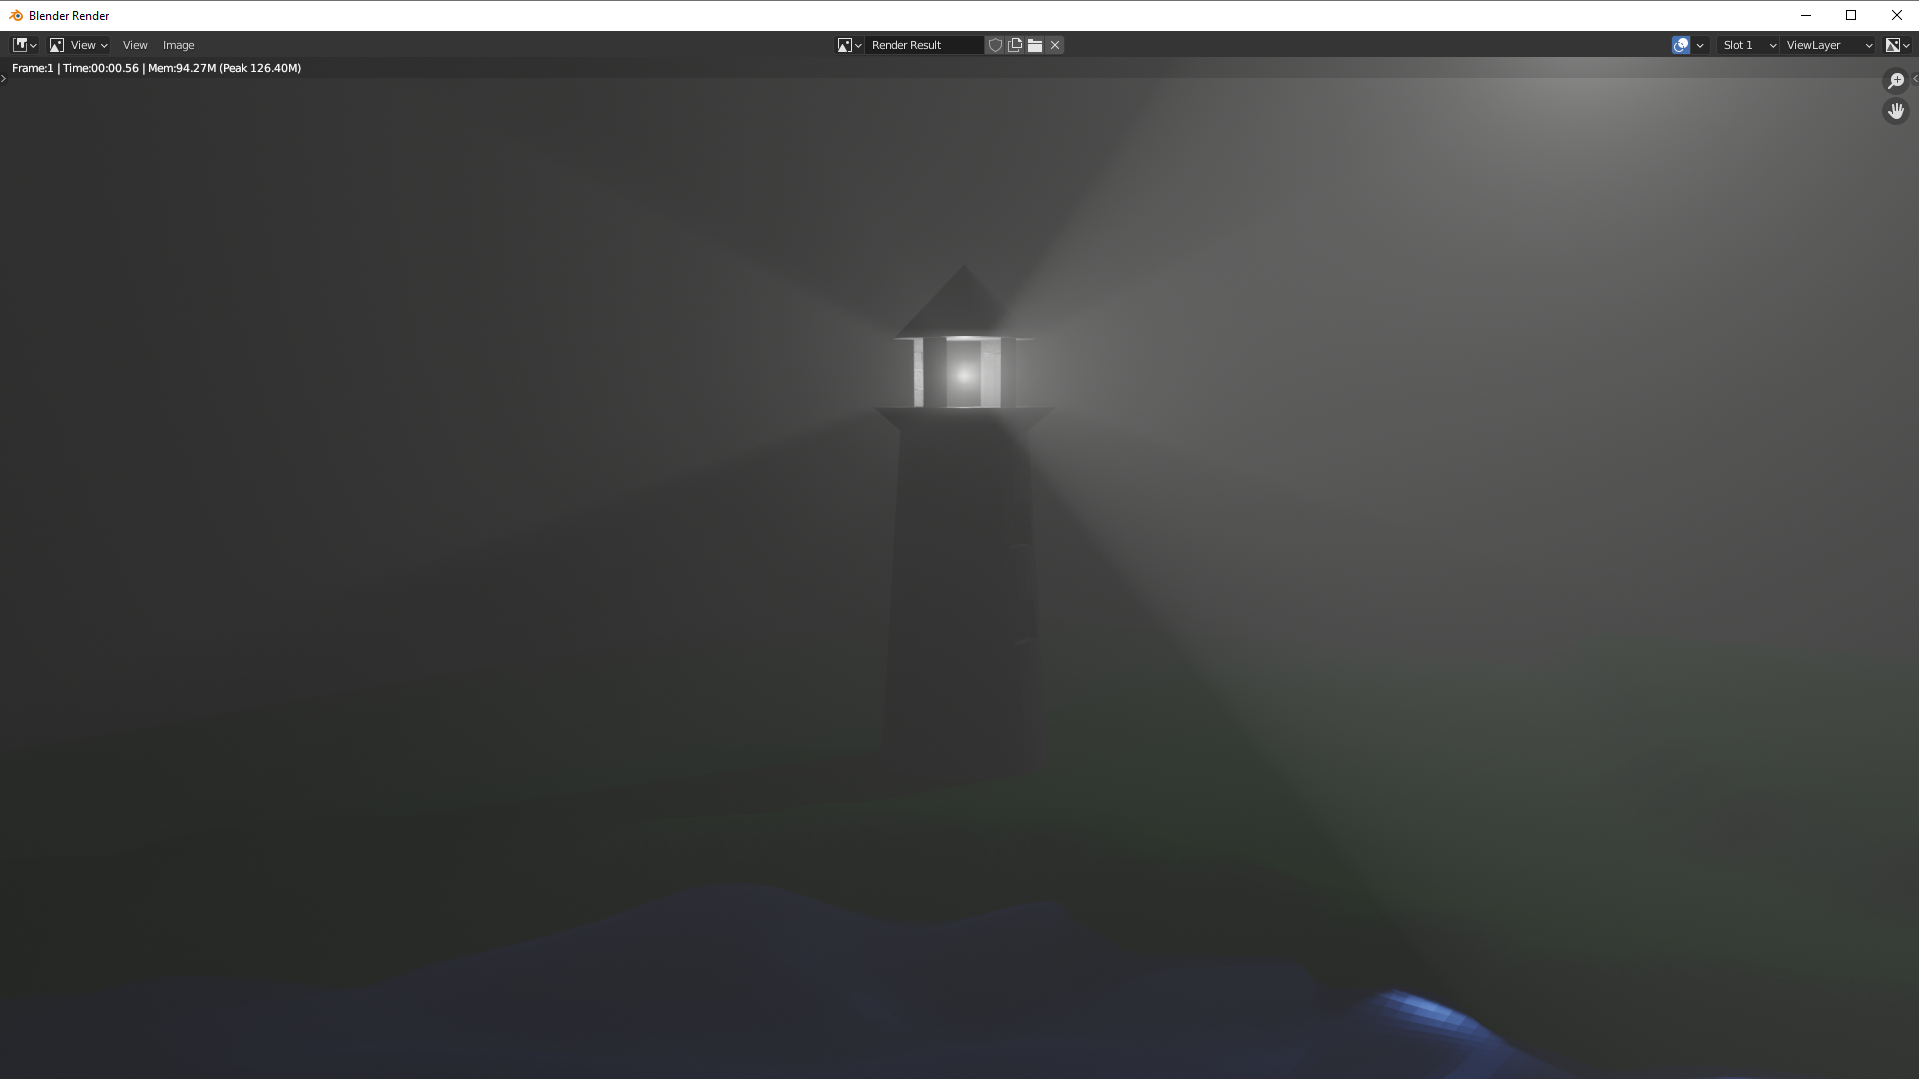 Blender Render
View View Image Render Result Slot 1 ViewLayer
Frame:1 | Time:00:00.56 | Mem:94.27M (Peak 126.40M)